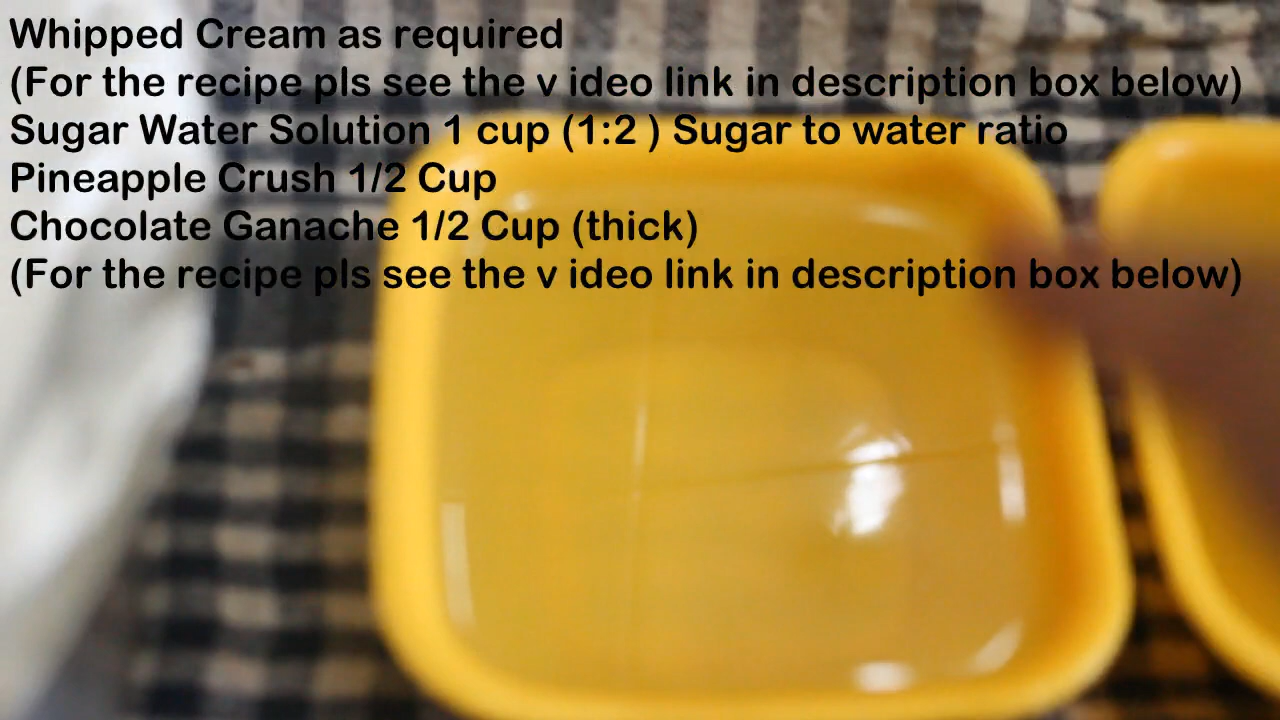 Whipped Cream as required
(For the recipe pls see the v ideo link in description box below)
Sugar Water Solution 1 cup (1:2 ) Sugar to water ratio
Pineapple Crush 1/2 Cup
Chocolate Ganache 1/2 Cup (thick)
(For the recipe pls see the v ideo link in description box below)